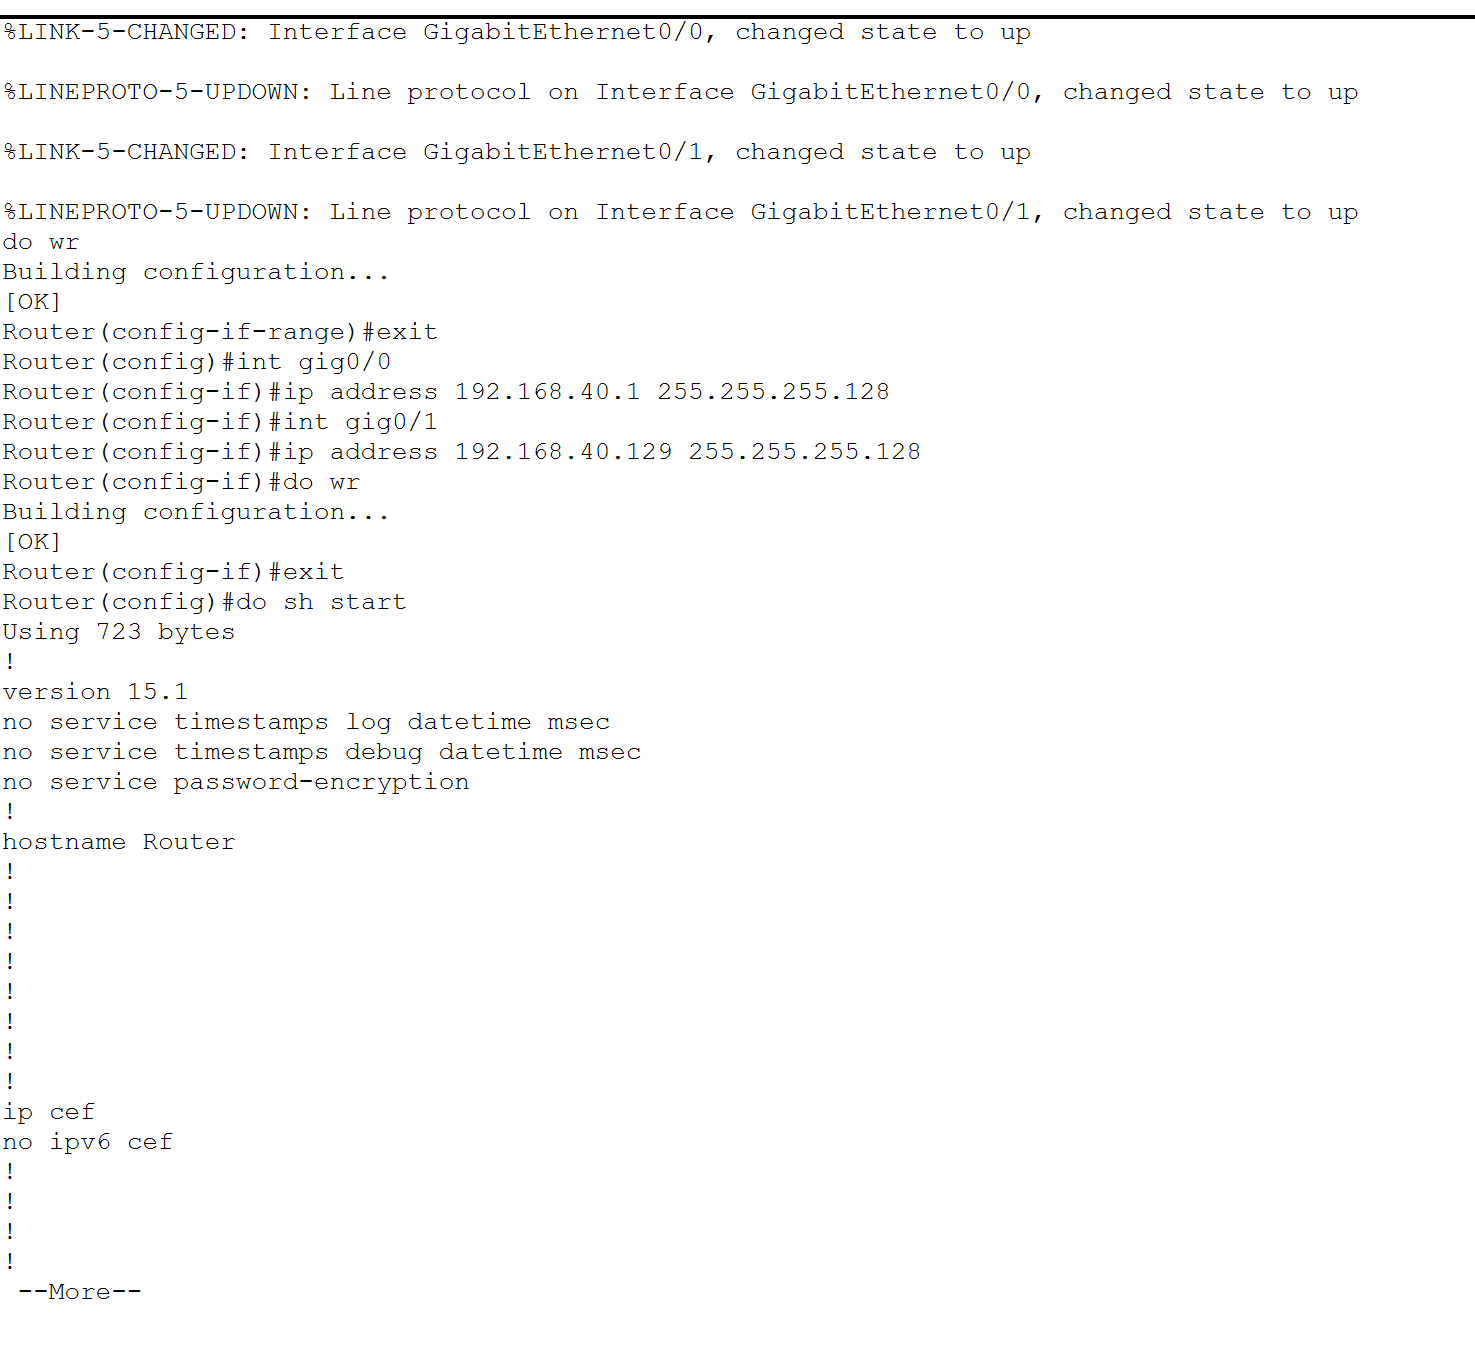 %LINK-5-CHANGED: Interface GigabitEthernet0/0, changed state to up
%LINEPROTO-5-UPDOWN: Line protocol on Interface GigabitEthernet0/0, changed state to up
%LINK-5-CHANGED: Interface GigabitEthernet0/1, changed state to up
%LINEPROTO-5-UPDOWN: Line protocol on Interface GigabitEthernet0/1, changed state to up
do wr
Building configuration...
[OK]
Router(config-if-range)#exit
Router(config)#int gig0/0
Router(config-if)#ip address 192.168.40.1 255.255.255.128
Router(config-if)#int gig0/1
Router(config-if)#ip address 192.168.40.129 255.255.255.128
Router(config-if)#do wr
Building configuration...
[OK]
Router(config-if)#exit
Router(config)#do sh start
Using 723 bytes
!
version 15.1
no service timestamps log datetime msec
no service timestamps debug datetime msec
no service password-encryption
!
hostname Router
!
!
!
!
!
!
!
!
ip cef
no ipv6 cef
!
!
!
!
--More--